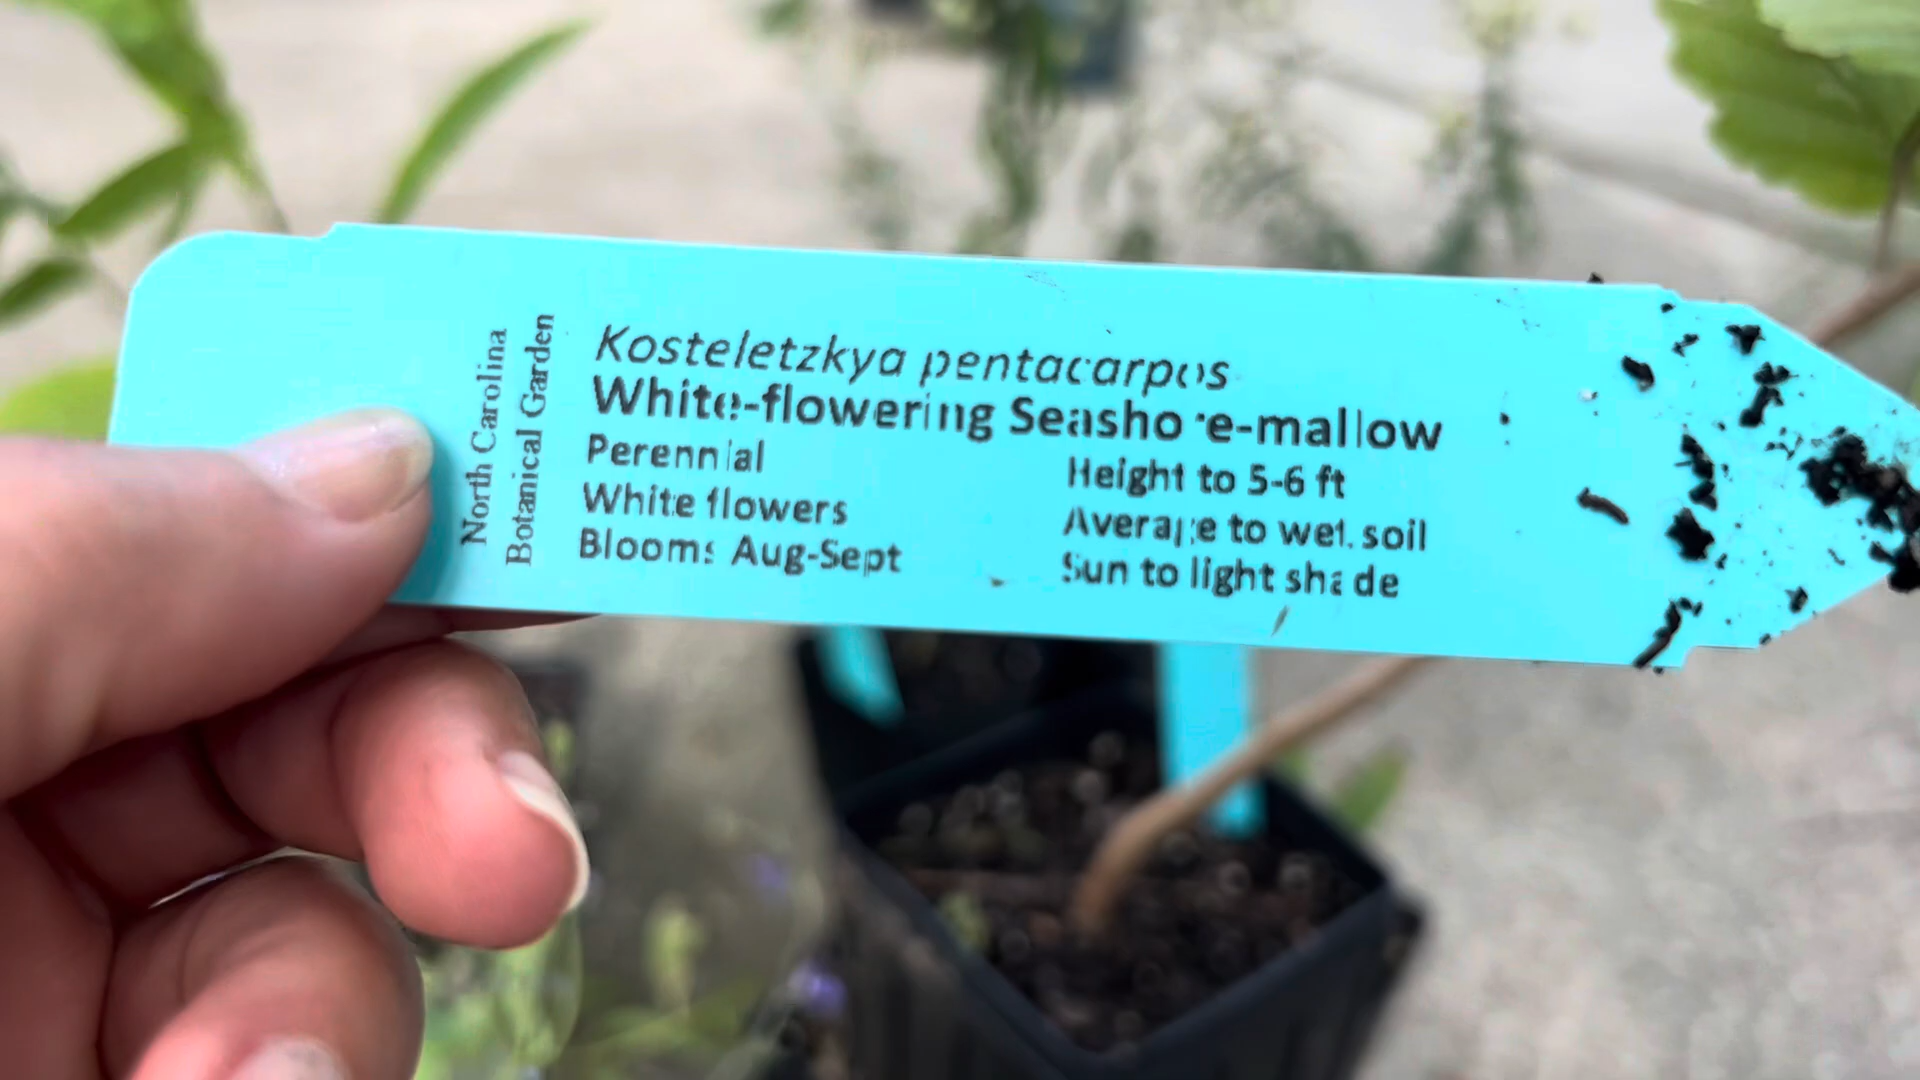 North Carolina
Botanical Garden
Kosteletzkya pentacarpos
White-flowering Seashore-mallow
Perennial
White flowers
Blooms Aug-Sept
Height to 5-6 ft
Average to wet soil
Sun to light shade